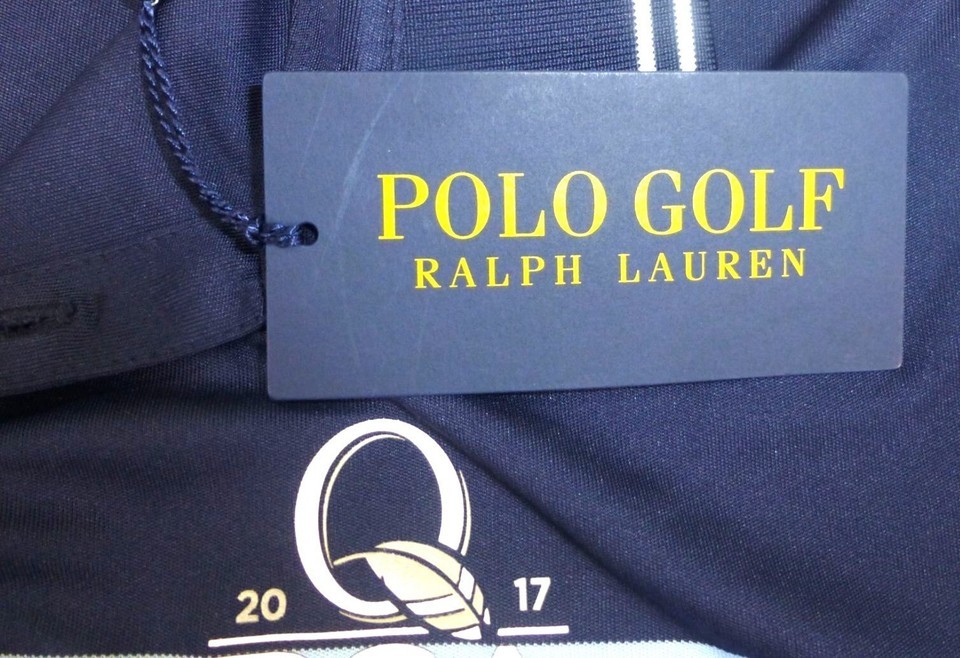 POLO GOLF
RALPH LAUREN
Q
20 17